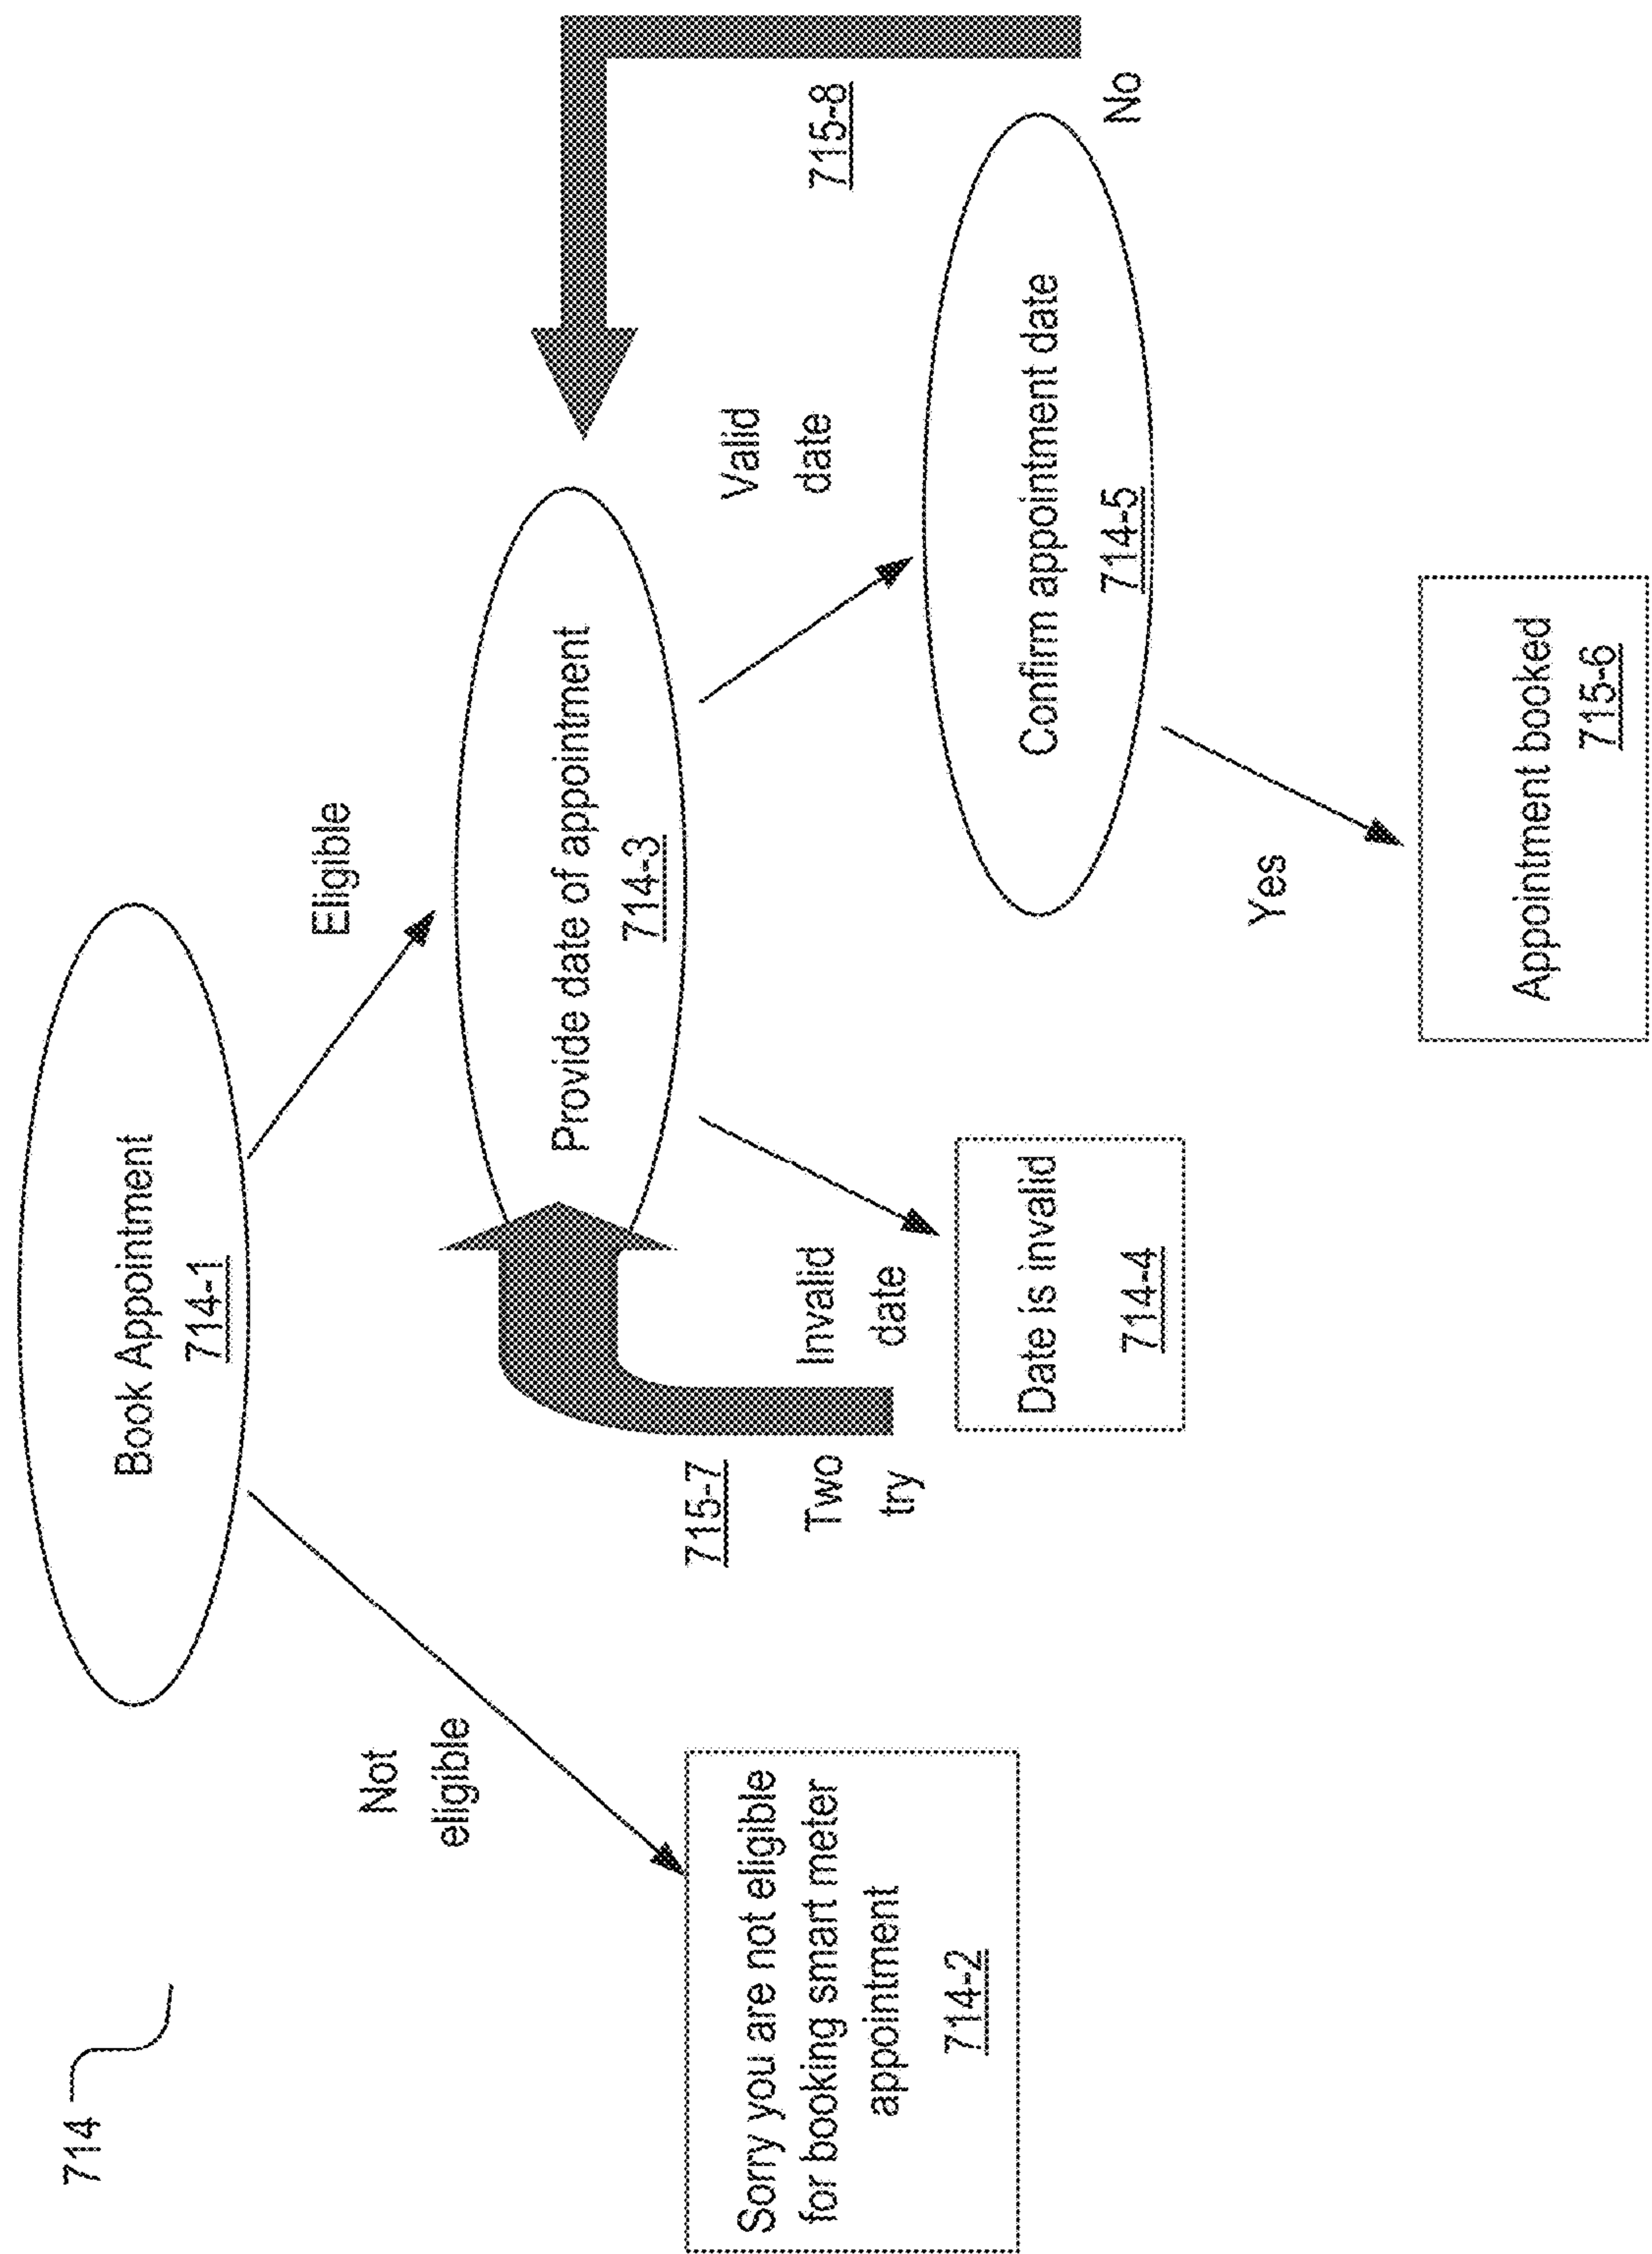 714
Book Appointment
714-1
Not
eligible
Eligible
Sorry you are not eligible
for booking smart meter
appointment
714-2
Provide date of appointment
714-3
715-7
Two
try
Invalid
date
Valid
date
715-8
Date is invalid
714-4
Confirm appointment date
714-5
No
Yes
Appointment booked
715-6